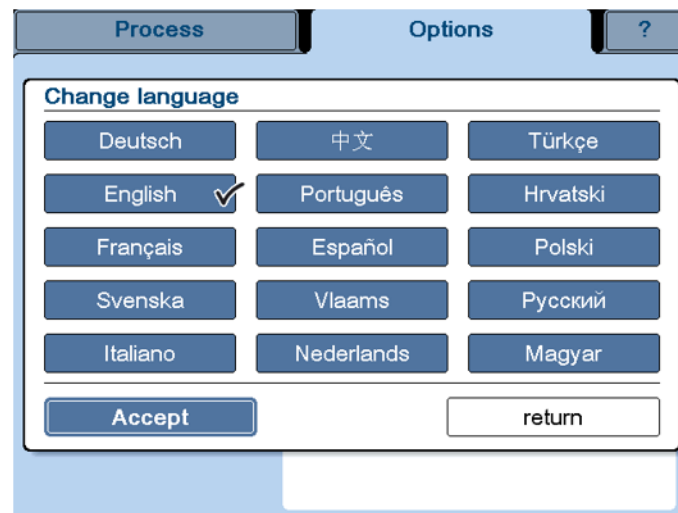 Process Options ?
Change language
Deutsch 中文 Türkçe
English Português Hrvatski
Français Español Polski
Svenska Vlaams Русский
Italiano Nederlands Magyar
Accept return